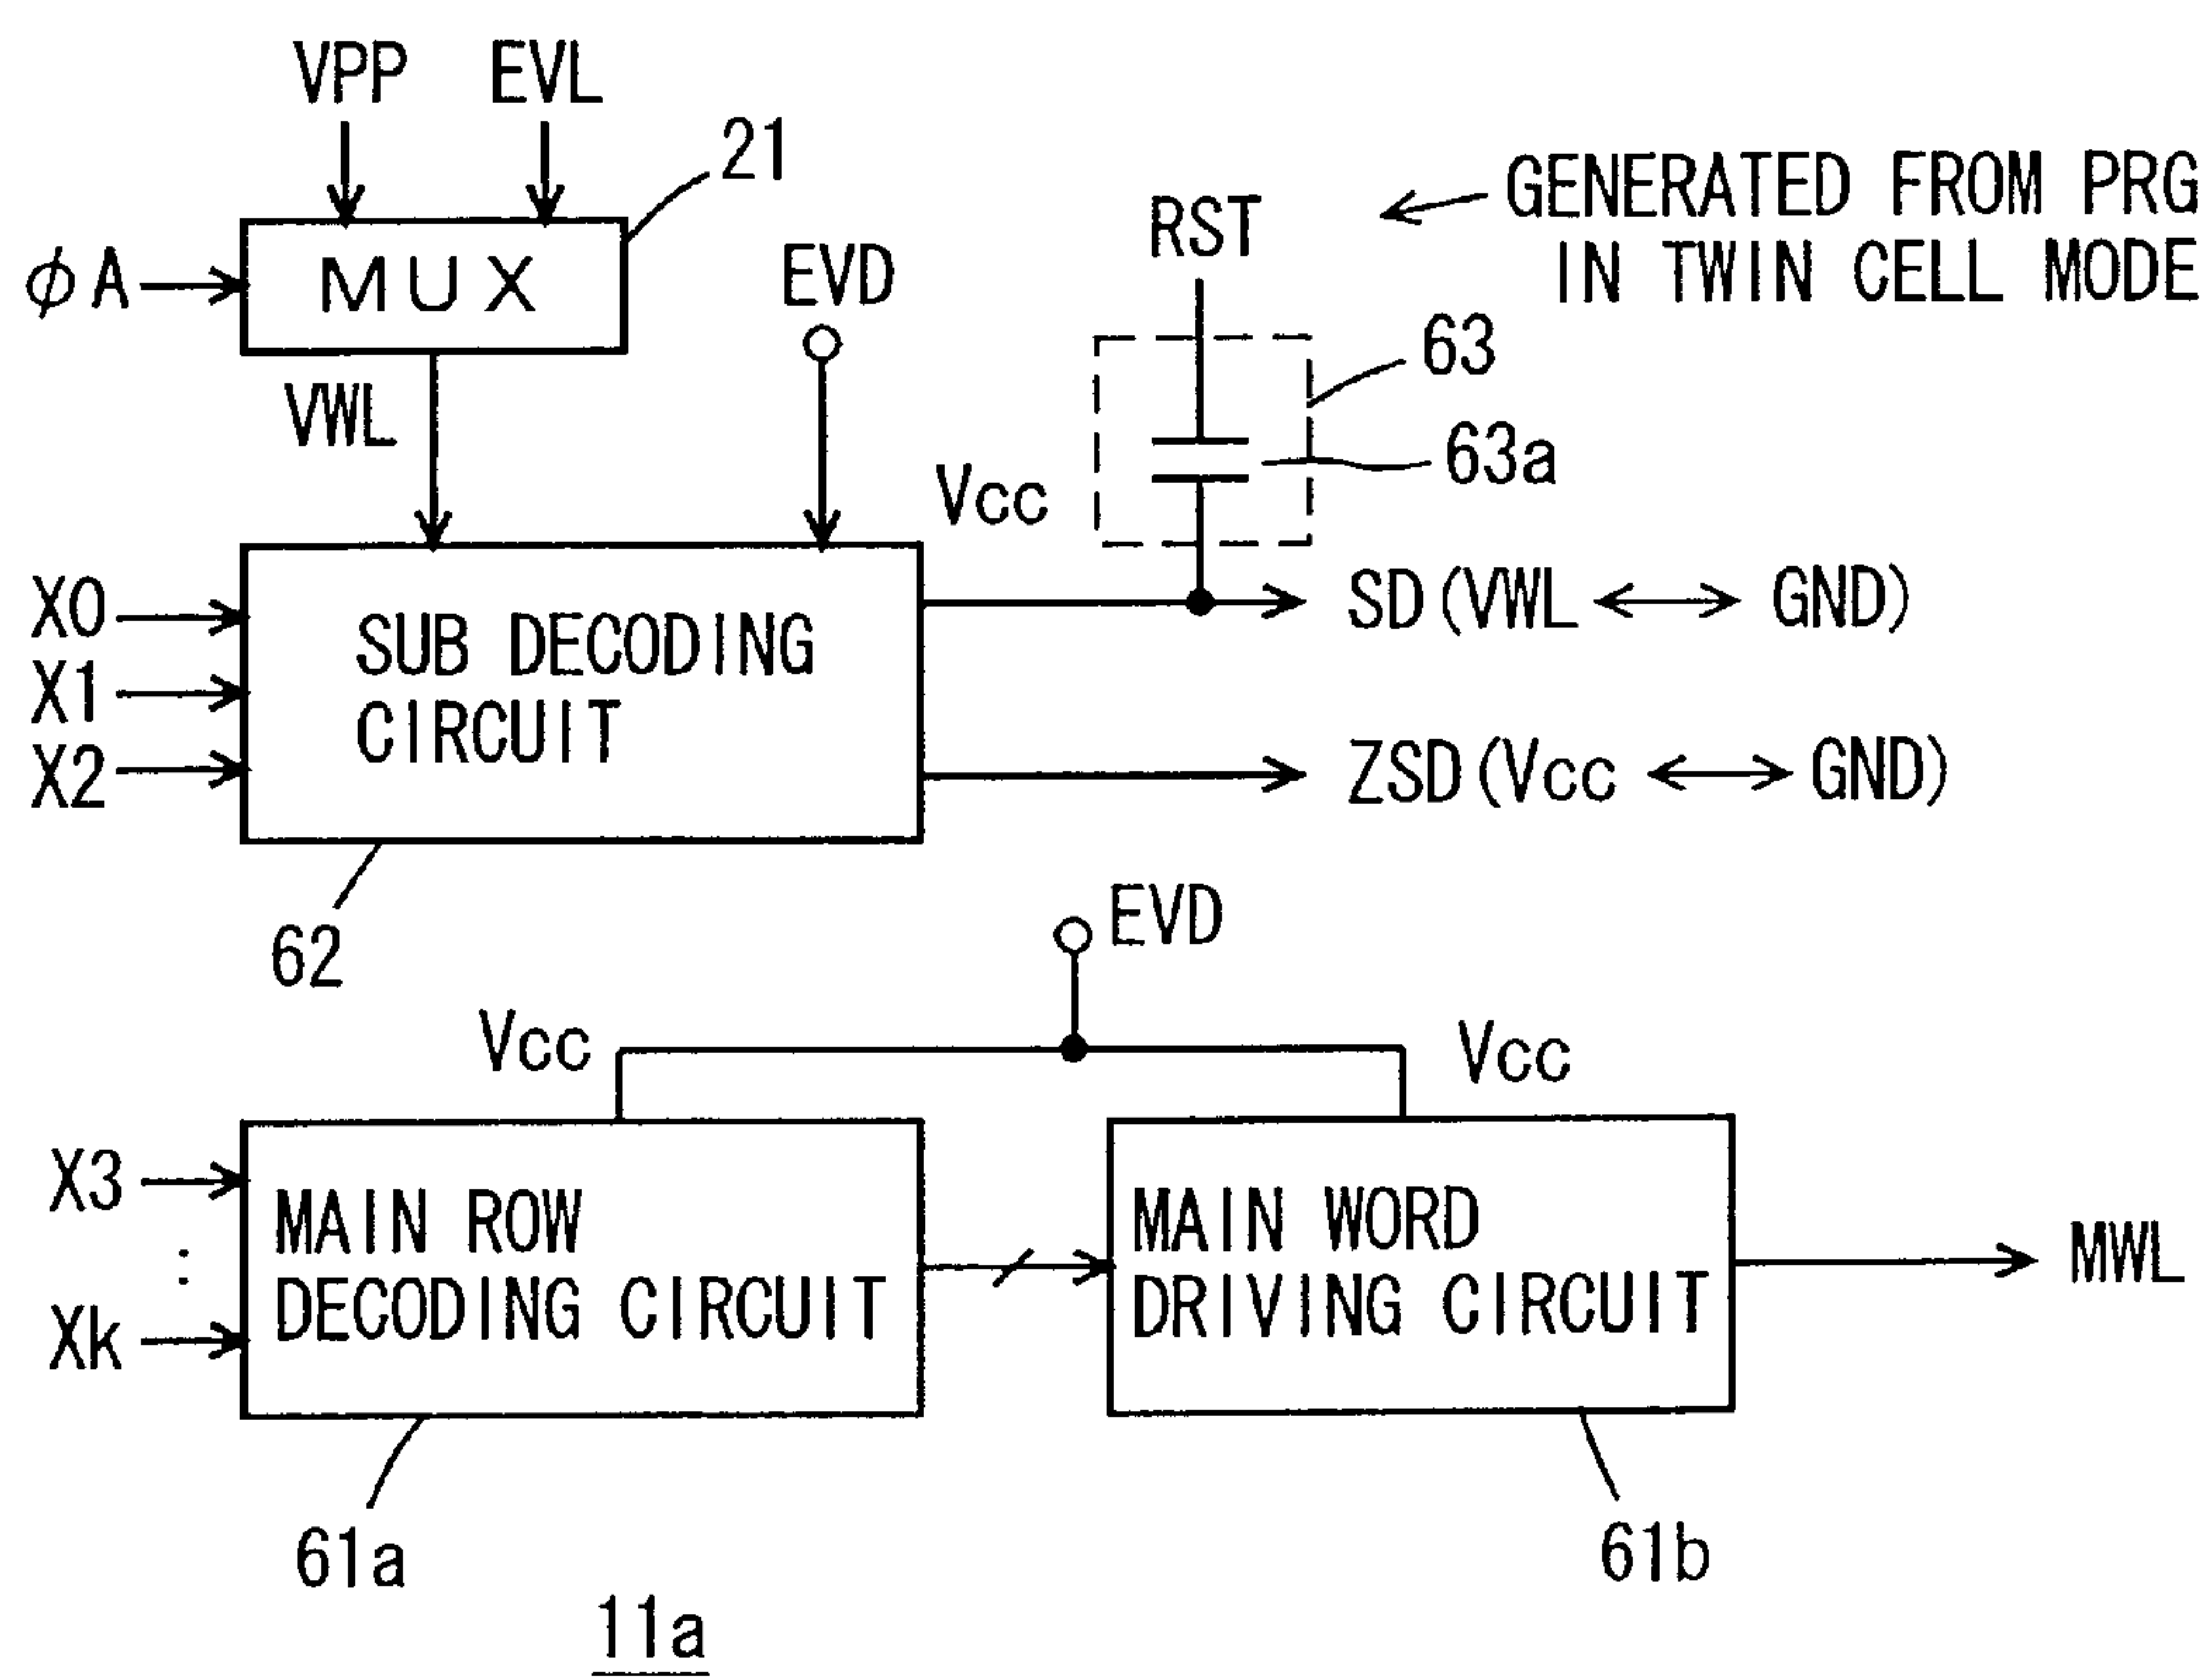 VPP EVL
21
GENERATED FROM PRG
IN TWIN CELL MODE
RST
φA
MUX
EVD
63
VWL
63a
Vcc
X0
X1
X2
SUB DECODING
CIRCUIT
SD(VWL ↔ GND)
ZSD(Vcc ↔ GND)
62
EVD
Vcc
Vcc
X3
:
Xk
MAIN ROW
DECODING CIRCUIT
MAIN WORD
DRIVING CIRCUIT
MWL
61a
61b
11a